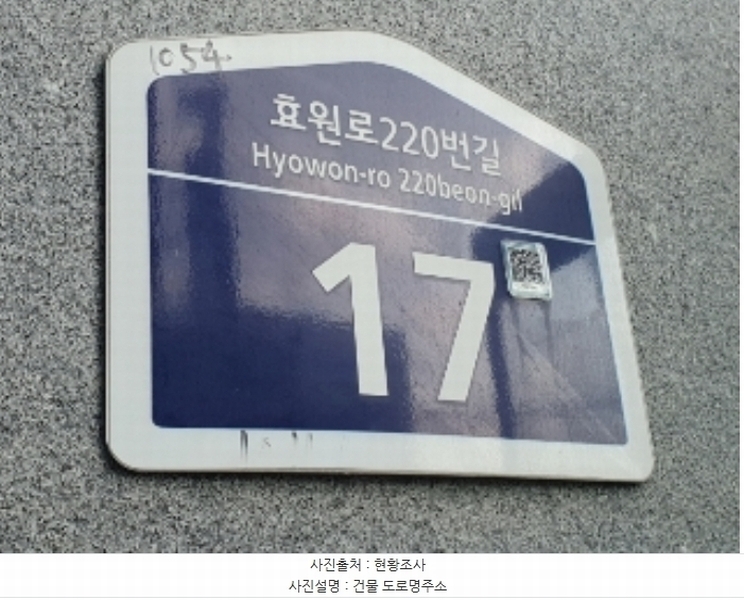 1054.
효원로220번길
Hyowon-ro 220beon-gil
17
사진출처 : 현황조사
사진설명 : 건물 도로명주소